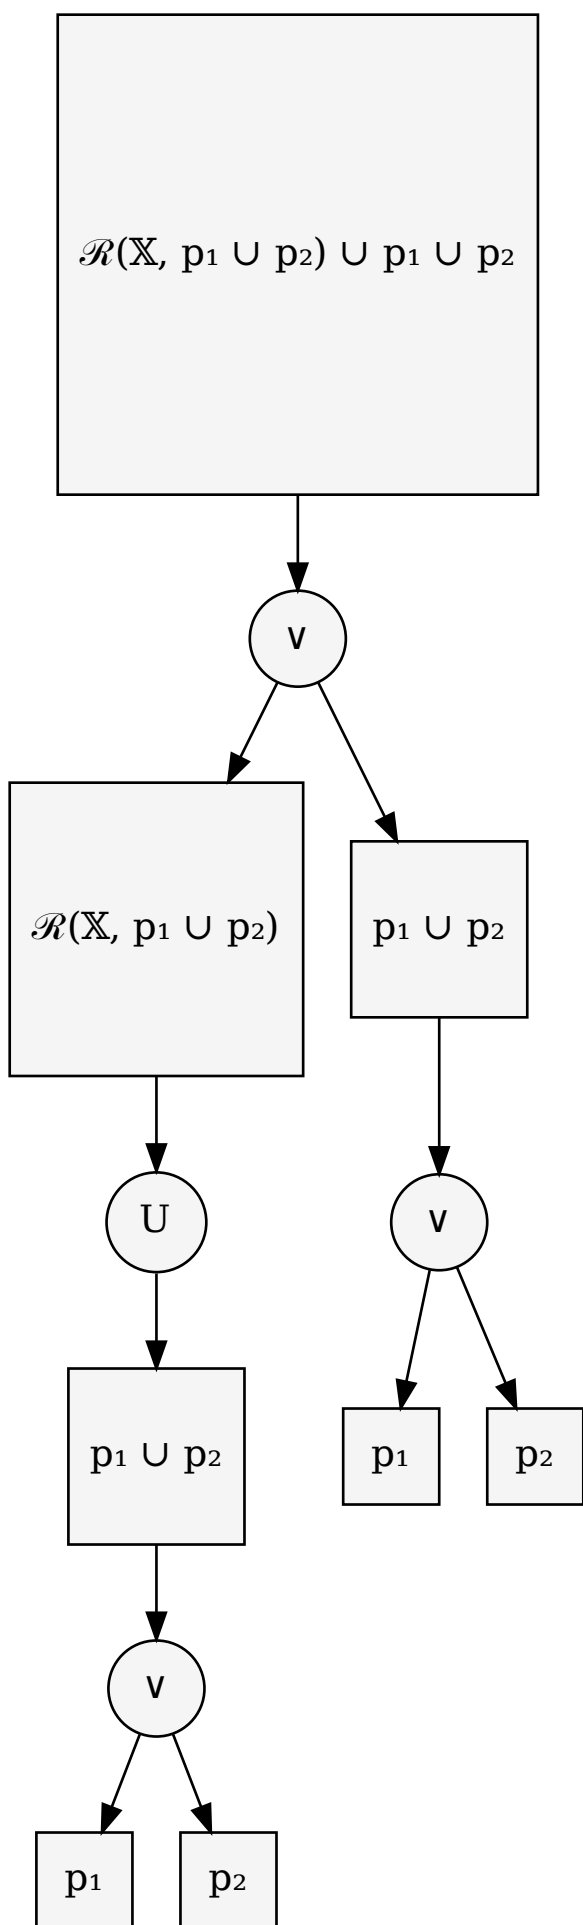 ℛ(𝕏, p₁ ∪ p₂) ∪ p₁ ∪ p₂
∨
ℛ(𝕏, p₁ ∪ p₂)
p₁ ∪ p₂
U
∨
p₁ ∪ p₂
p₁
p₂
∨
p₁
p₂